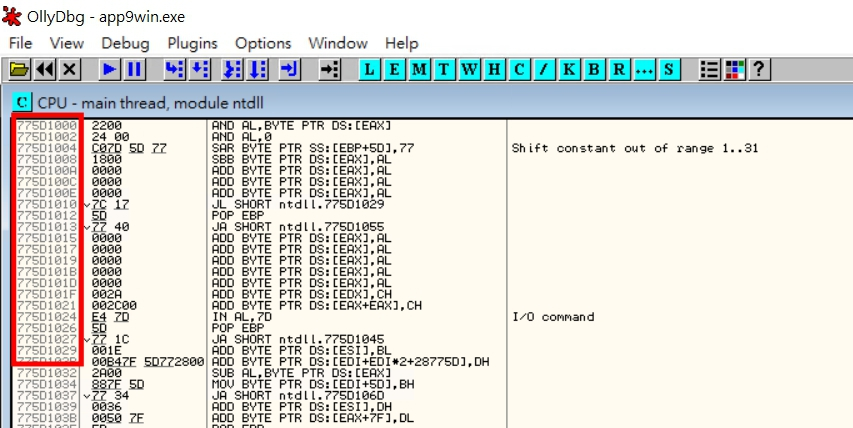 OllyDbg - app9win.exe
File View Debug Plugins Options Window Help
L E M T W H C / K B R ... S ?
C CPU - main thread, module ntdll
775D1000 2200 AND AL,BYTE PTR DS:[EAX]
775D1002 24 00 AND AL,0
775D1004 C07D 5D 77 SAR BYTE PTR SS:[EBP+5D],77 Shift constant out of range 1..31
775D1008 1800 SBB BYTE PTR DS:[EAX],AL
775D100A 0000 ADD BYTE PTR DS:[EAX],AL
775D100C 0000 ADD BYTE PTR DS:[EAX],AL
775D100E 0000 ADD BYTE PTR DS:[EAX],AL
775D1010 7C 17 JL SHORT ntdll.775D1029
775D1012 5D POP EBP
775D1013 77 40 JA SHORT ntdll.775D1055
775D1015 0000 ADD BYTE PTR DS:[EAX],AL
775D1017 0000 ADD BYTE PTR DS:[EAX],AL
775D1019 0000 ADD BYTE PTR DS:[EAX],AL
775D101B 0000 ADD BYTE PTR DS:[EAX],AL
775D101D 0000 ADD BYTE PTR DS:[EAX],AL
775D101F 002A ADD BYTE PTR DS:[EDX],CH
775D1021 002C00 ADD BYTE PTR DS:[EAX+EAX],CH
775D1024 E4 7D IN AL,7D I/O command
775D1026 5D POP EBP
775D1027 77 1C JA SHORT ntdll.775D1045
775D1029 001E ADD BYTE PTR DS:[ESI],BL
775D102B 00B47F 5D772800 ADD BYTE PTR DS:[EDI+EDI*2+28775D],DH
775D1032 2A00 SUB AL,BYTE PTR DS:[EAX]
775D1034 887F 5D MOV BYTE PTR DS:[EDI+5D],BH
775D1037 77 34 JA SHORT ntdll.775D106D
775D1039 0036 ADD BYTE PTR DS:[ESI],DH
775D103B 0050 7F ADD BYTE PTR DS:[EAX+7F],DL